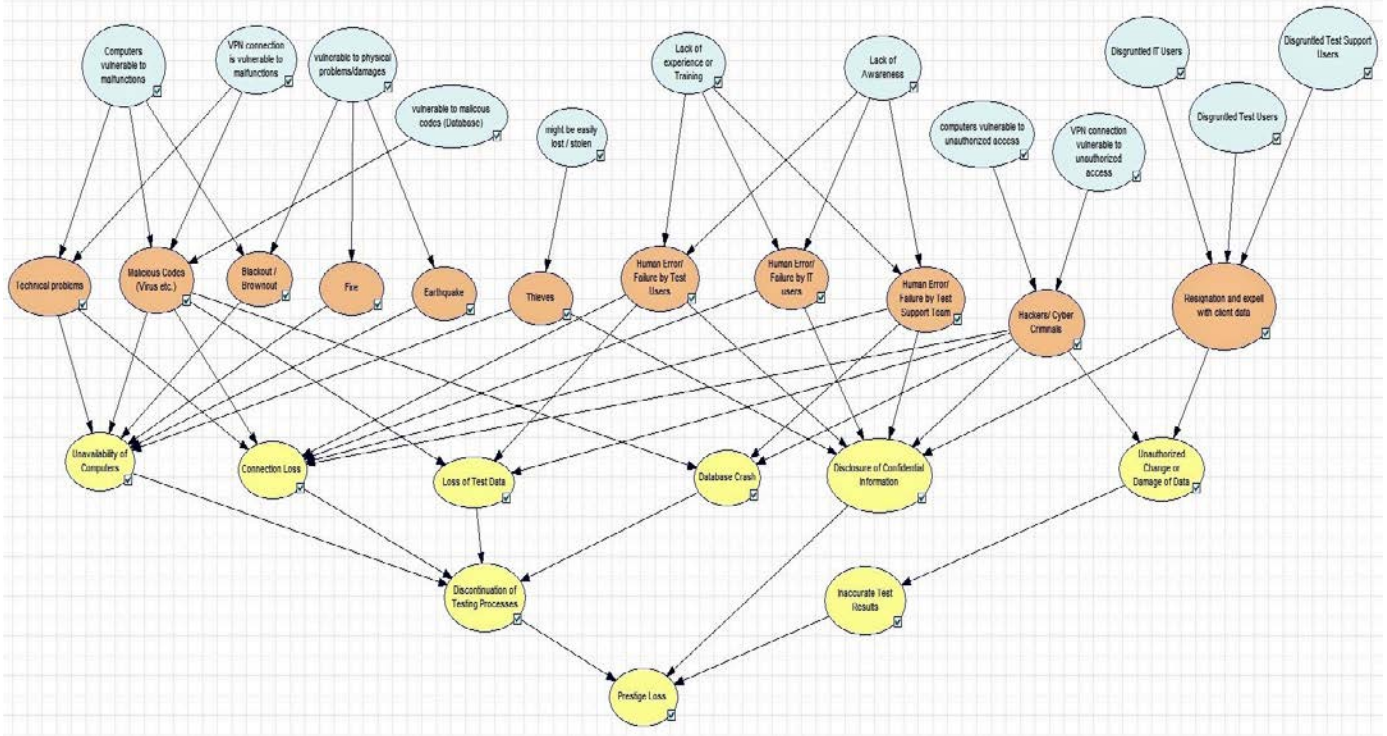 Computers
vulnerable to
malfunctions
VPN connection
is vulnerable to
malfunctions
vulnerable to physical
problems/damages
Lack of
experience or
Training
Lack of
Awareness
Disgruntled IT Users
Disgruntled Test Support
Users
vulnerable to malicous
codes (Database)
might be easily
lost / stolen
computers vulnerable to
unauthorized access
VPN connection
vulnerable to
unauthorized
access
Disgruntled Test Users
Technical problems
Malicious Codes
(Virus etc.)
Blackout /
Brownout
Fire
Earthquake
Thieves
Human Error/
Failure by Test
Users
Human Error/
Failure by IT
users
Human Error/
Failure by Test
Support Team
Hackers/ Cyber
Criminals
Resignation and expell
with client data
Unavailability of
Computers
Connection Loss
Loss of Test Data
Database Crash
Disclosure of Confidential
Information
Unauthorized
Change or
Damage of Data
Discontinuation of
Testing Processes
Inaccurate Test
Results
Prestige Loss